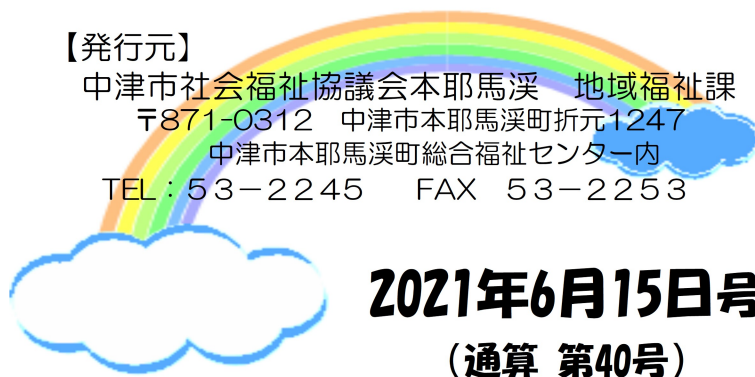 【発行元】
中津市社会福祉協議会本耶馬渓　地域福祉課
〒871-0312　中津市本耶馬渓町折元1247
中津市本耶馬渓町総合福祉センター内
TEL：５３－２２４５　　FAX　５３－２２５３
2021年6月15日号
（通算 第40号）